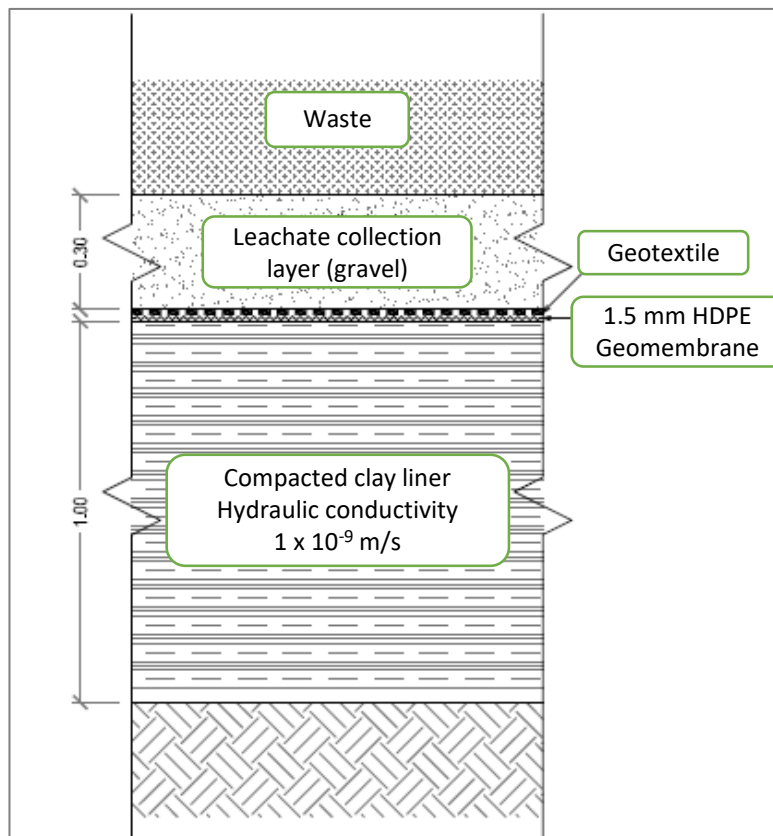 Waste
0.30
Leachate collection
layer (gravel)
Geotextile
1.5 mm HDPE
Geomembrane
1.00
Compacted clay liner
Hydraulic conductivity
1 x 10⁻⁹ m/s